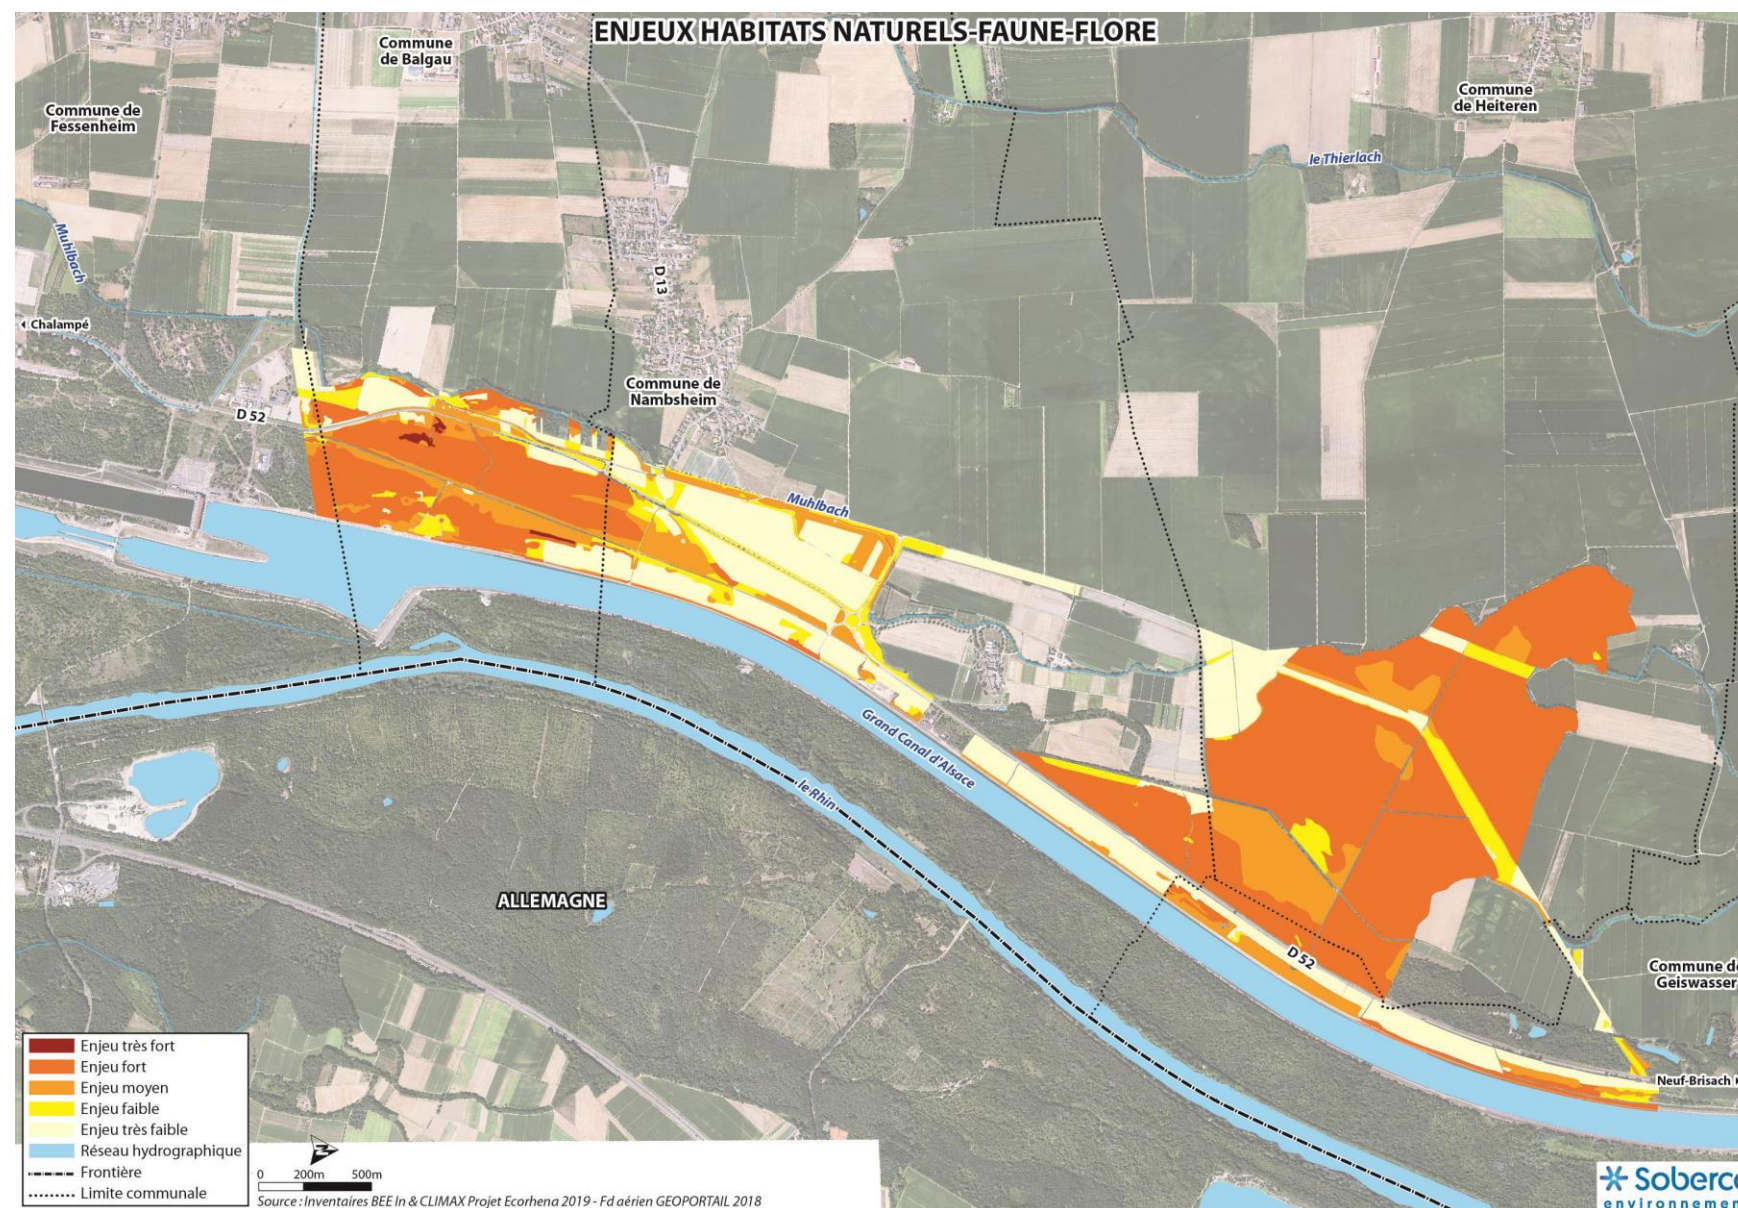 ENJEUX HABITATS NATURELS-FAUNE-FLORE
Commune
de Balgau
Commune de
Fessenheim
Commune
de Heiteren
le Thierlach
Muhlbach
D 13
Chalampé
Commune de
Nambsheim
D 52
Muhlbach
Grand Canal d'Alsace
le Rhin
ALLEMAGNE
D 52
Commune de
Geiswasser
Neuf-Brisach
Enjeu très fort
Enjeu fort
Enjeu moyen
Enjeu faible
Enjeu très faible
Réseau hydrographique
Frontière
Limite communale
N
0 200m 500m
Source : Inventaires BEE In & CLIMAX Projet Ecorhena 2019 - Fd aérien GEOPORTAIL 2018
Soberco
environnement